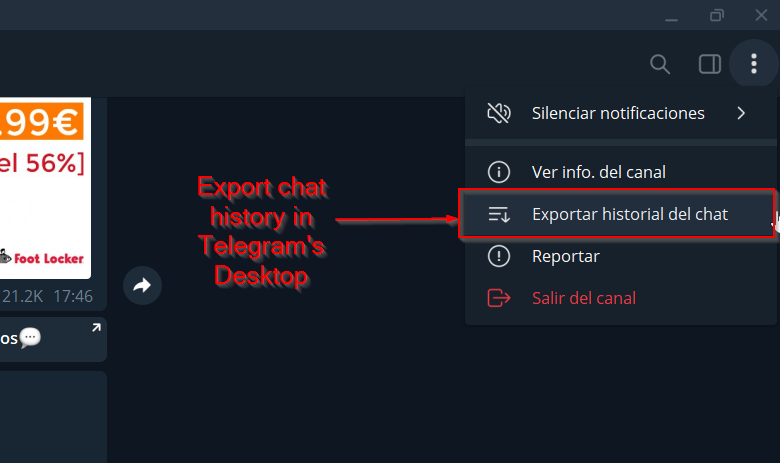 .99€
el 56%]
Foot Locker
21.2K 17:46
os💬
Export chat
history in
Telegram's
Desktop
Silenciar notificaciones
Ver info. del canal
Exportar historial del chat
Reportar
Salir del canal